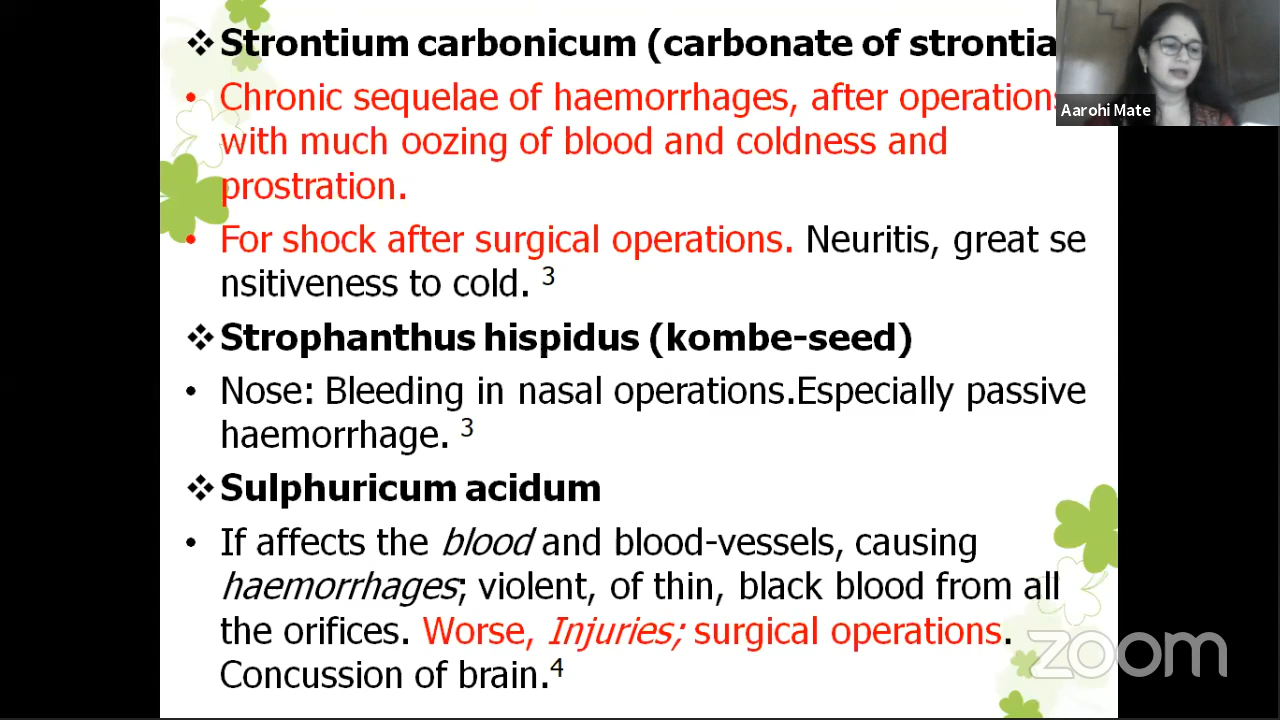 ❖Strontium carbonicum (carbonate of strontia
• Chronic sequelae of haemorrhages, after operations
with much oozing of blood and coldness and
prostration.
• For shock after surgical operations. Neuritis, great se
nsitiveness to cold. 3
❖Strophanthus hispidus (kombe-seed)
• Nose: Bleeding in nasal operations.Especially passive
haemorrhage. 3
❖Sulphuricum acidum
• If affects the blood and blood-vessels, causing
haemorrhages; violent, of thin, black blood from all
the orifices. Worse, Injuries; surgical operations.
Concussion of brain.4
Aarohi Mate
zoom